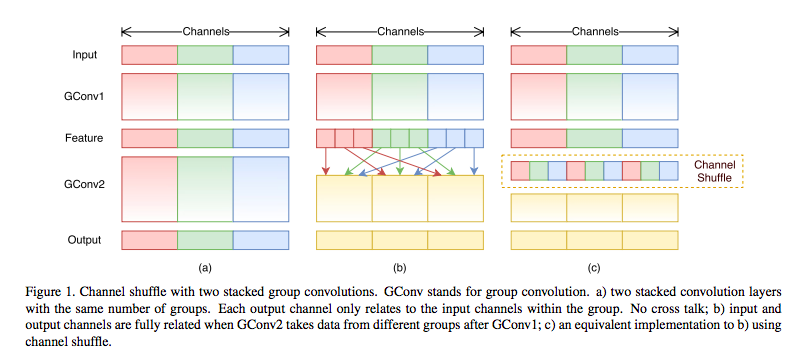 Channels Channels Channels
Input
GConv1
Feature
Channel
Shuffle
GConv2
Output
(a) (b) (c)
Figure 1. Channel shuffle with two stacked group convolutions. GConv stands for group convolution. a) two stacked convolution layers
with the same number of groups. Each output channel only relates to the input channels within the group. No cross talk; b) input and
output channels are fully related when GConv2 takes data from different groups after GConv1; c) an equivalent implementation to b) using
channel shuffle.